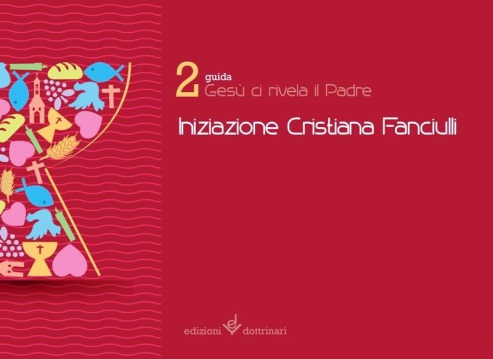 2 guida
Gesù ci rivela il Padre
Iniziazione Cristiana Fanciulli
edizioni dottrinari